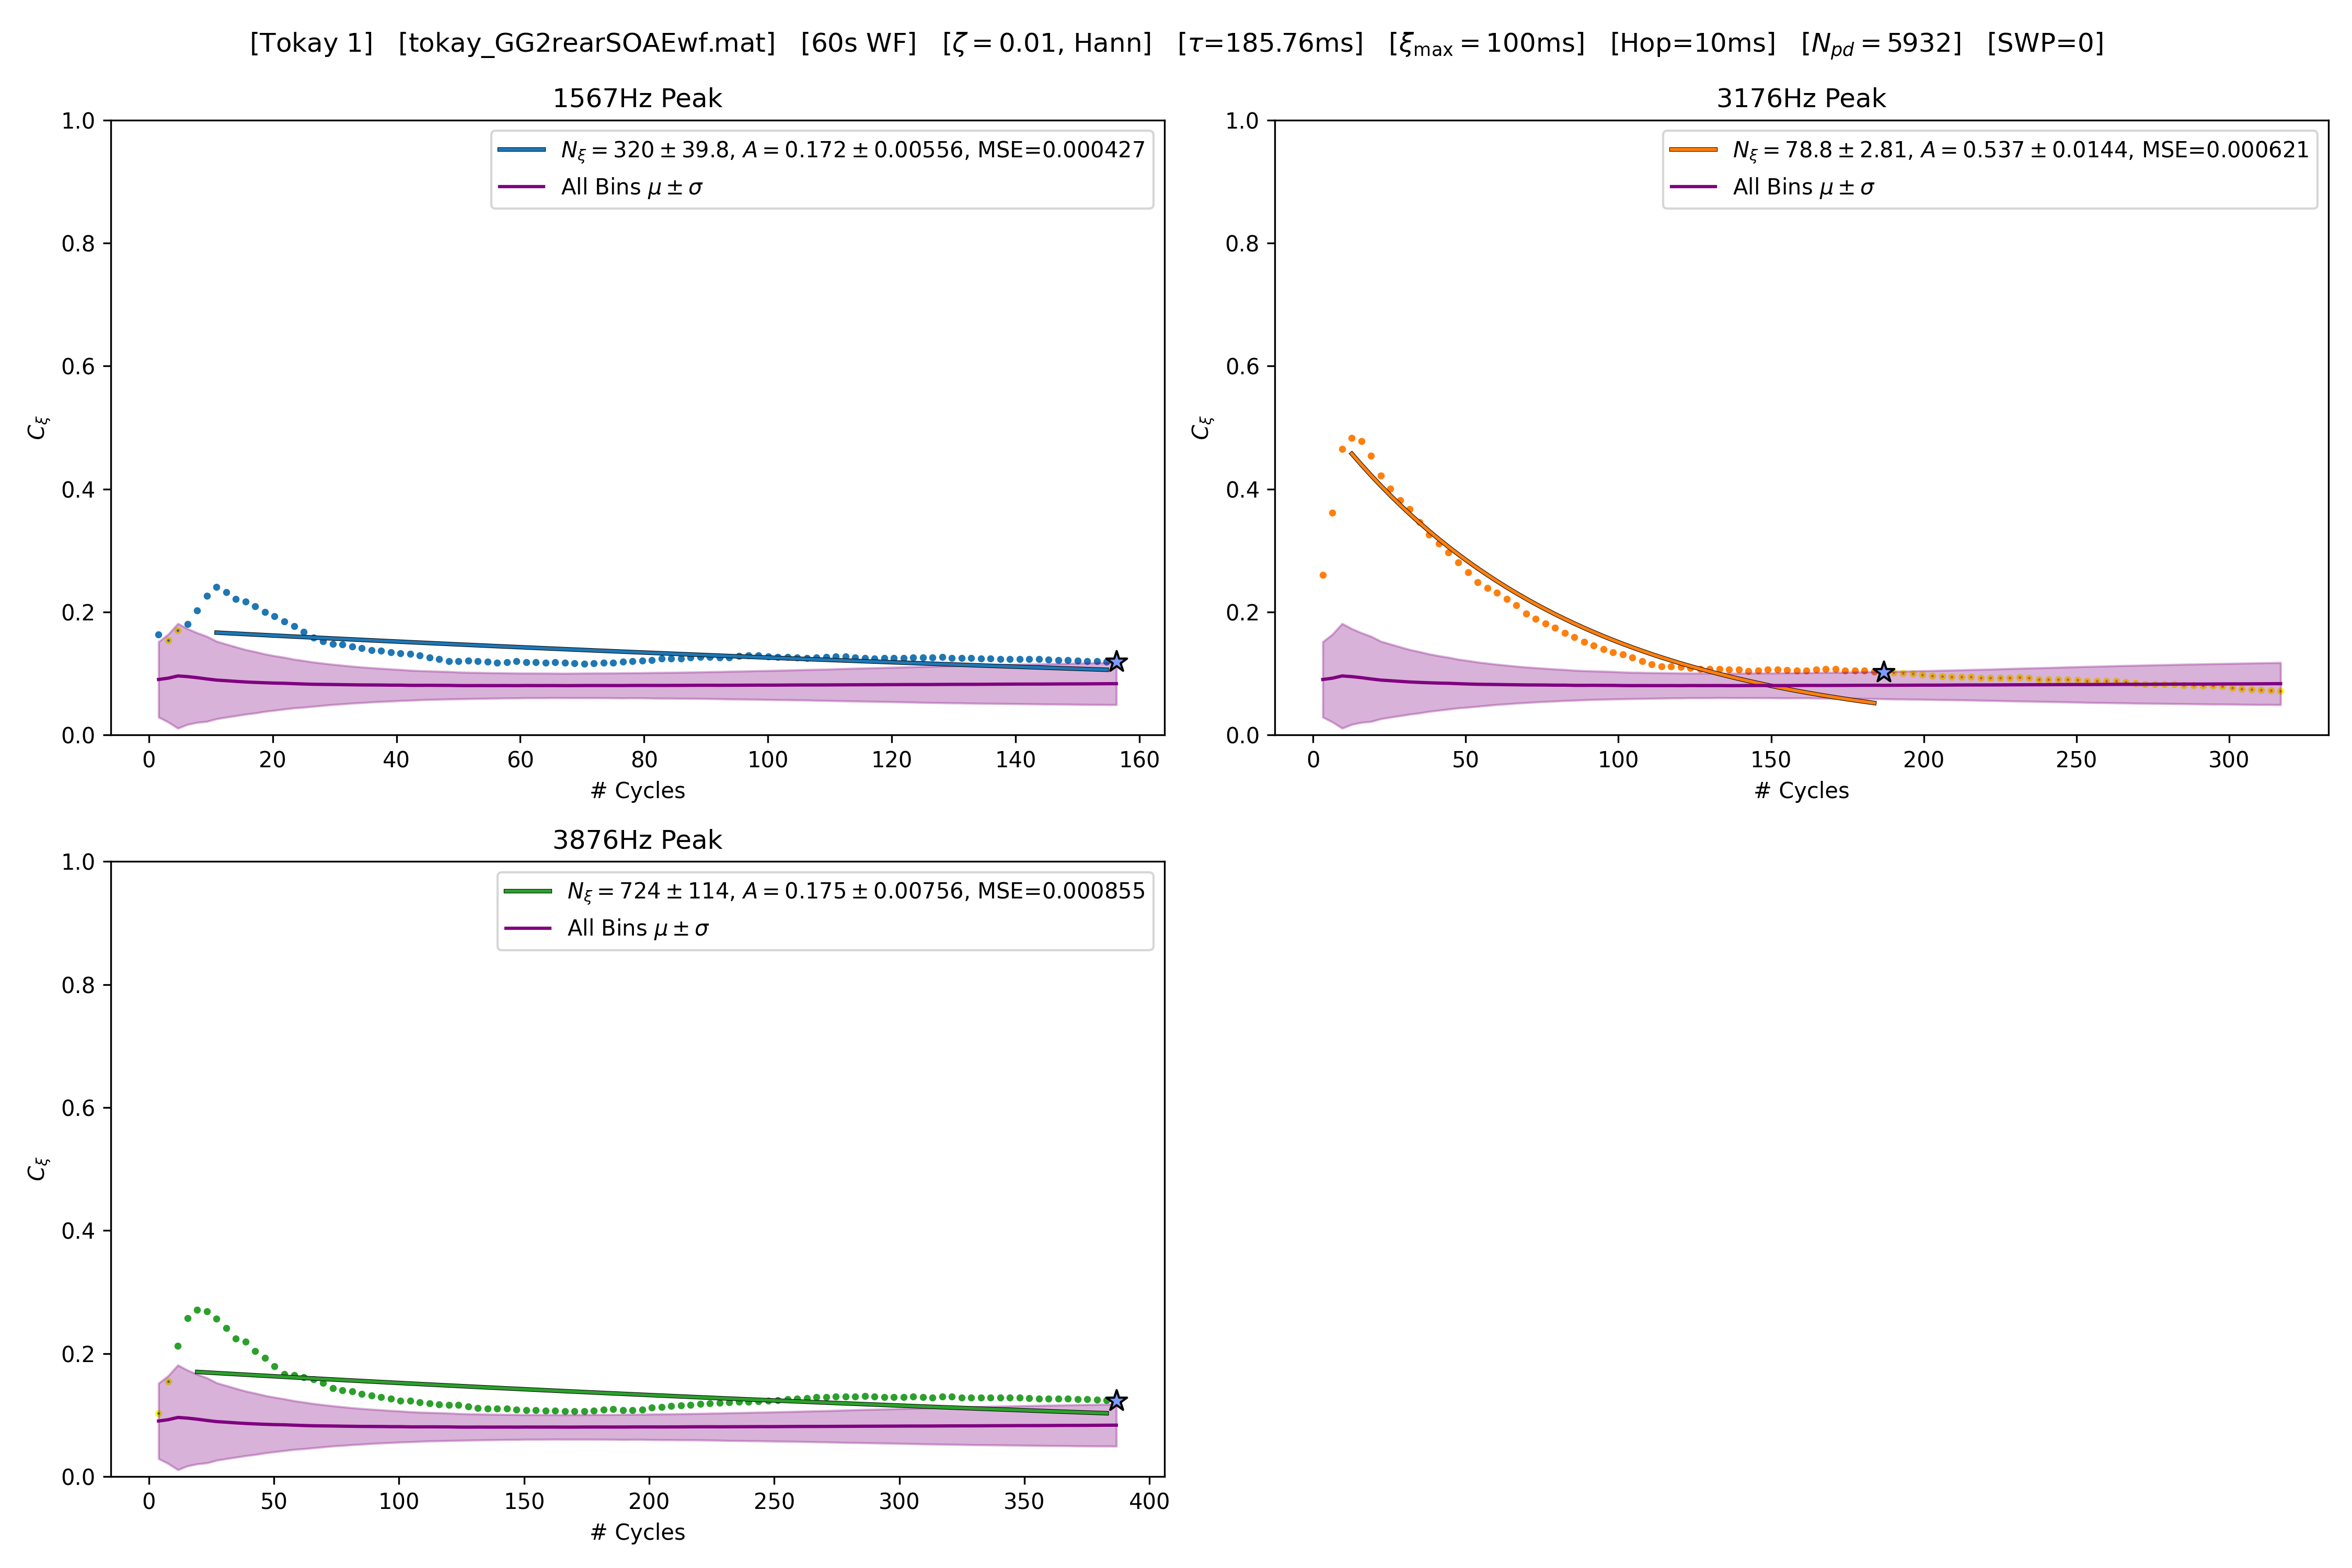 [Tokay 1] [tokay_GG2rearSOAEwf.mat] [60s WF] [ζ = 0.01, Hann] [τ=185.76ms] [ξmax = 100ms] [Hop=10ms] [Npd = 5932] [SWP=0]
1567Hz Peak
1.0
0.8
0.6
0.4
0.2
0.0
Cξ
Nξ = 320 ± 39.8, A = 0.172 ± 0.00556, MSE=0.000427
All Bins μ ± σ
0 20 40 60 80 100 120 140 160
# Cycles
3176Hz Peak
1.0
0.8
0.6
0.4
0.2
0.0
Cξ
Nξ = 78.8 ± 2.81, A = 0.537 ± 0.0144, MSE=0.000621
All Bins μ ± σ
0 50 100 150 200 250 300
# Cycles
3876Hz Peak
1.0
0.8
0.6
0.4
0.2
0.0
Cξ
Nξ = 724 ± 114, A = 0.175 ± 0.00756, MSE=0.000855
All Bins μ ± σ
0 50 100 150 200 250 300 350 400
# Cycles